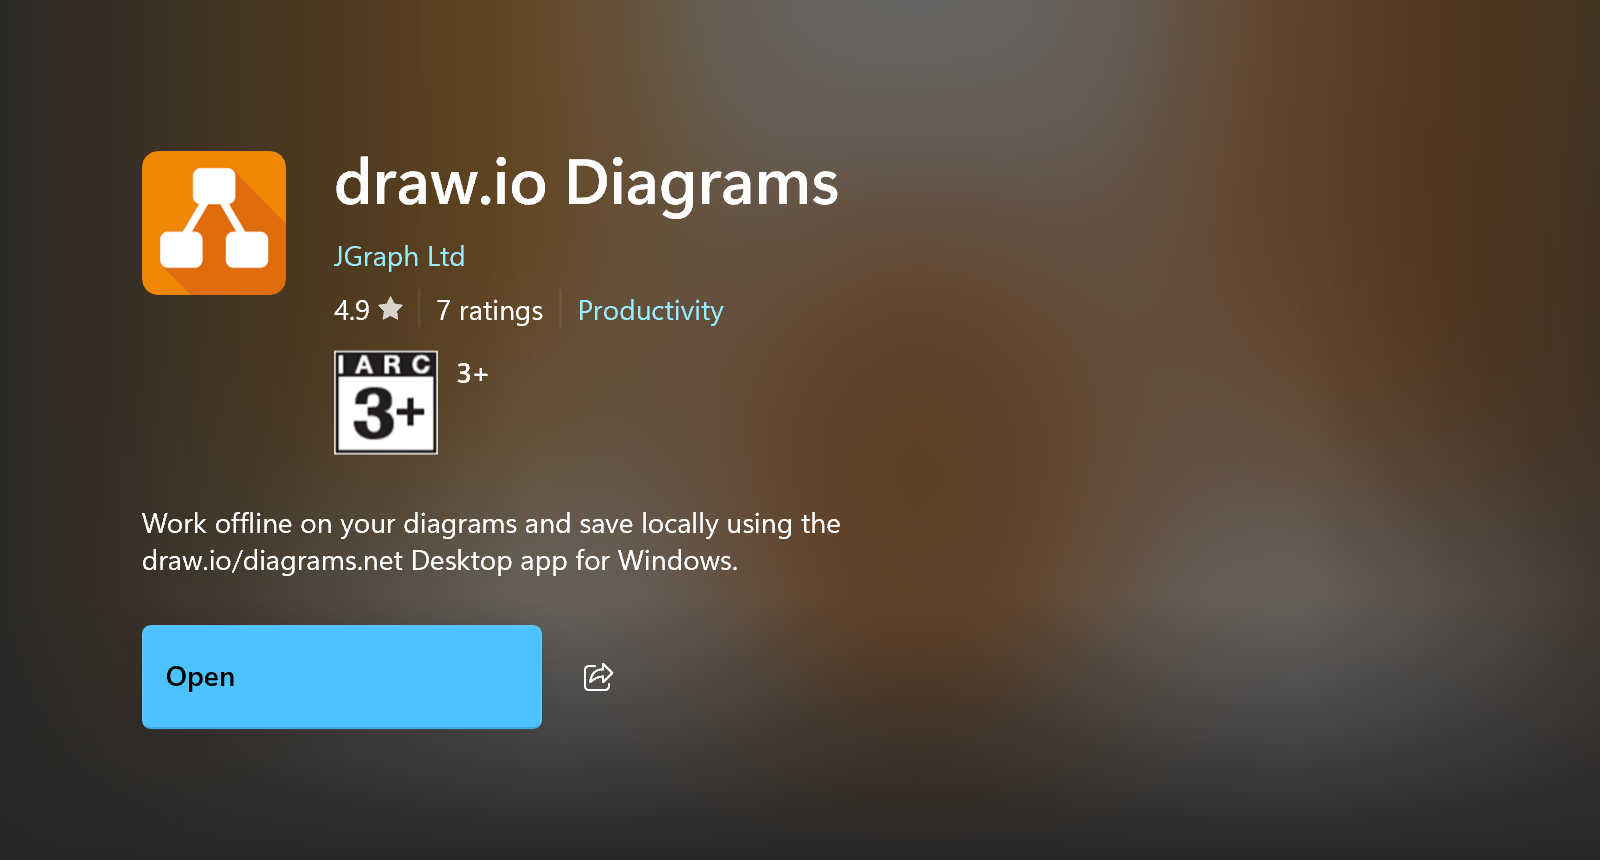 draw.io Diagrams
JGraph Ltd
4.9 ★ 7 ratings Productivity
IARC
3+
3+
Work offline on your diagrams and save locally using the
draw.io/diagrams.net Desktop app for Windows.
Open